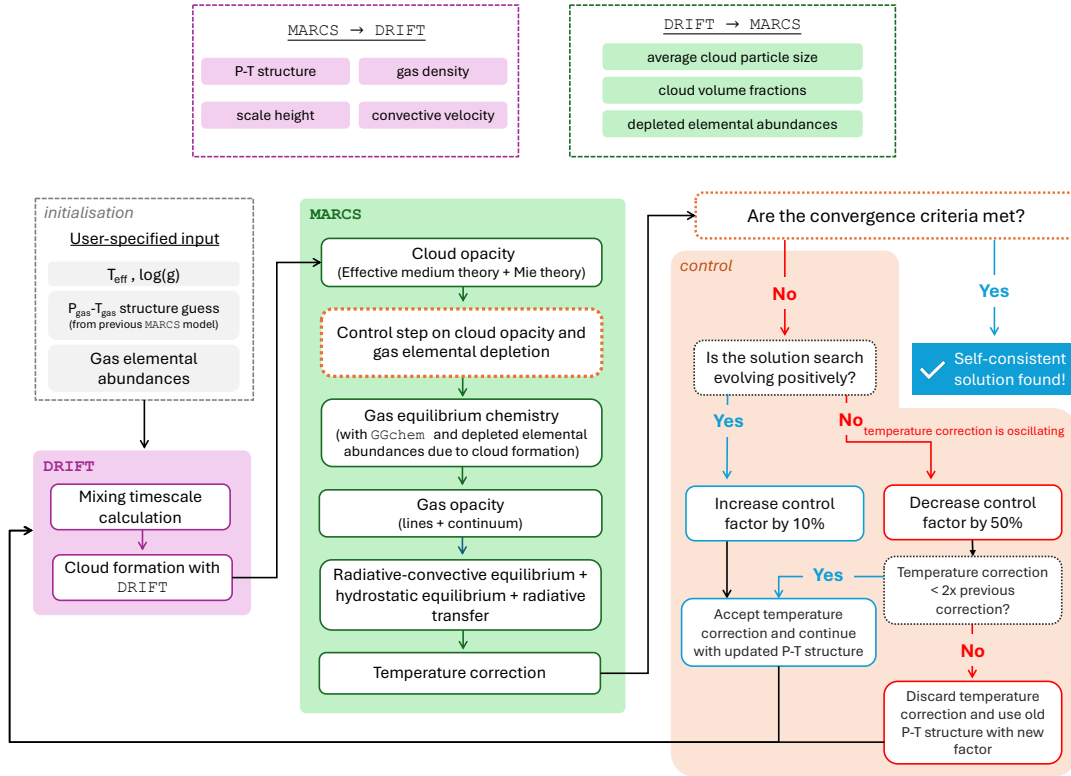 MARCS → DRIFT
P-T structure
gas density
scale height
convective velocity
DRIFT → MARCS
average cloud particle size
cloud volume fractions
depleted elemental abundances
initialisation
User-specified input
Teff , log(g)
Pgas-Tgas structure guess
(from previous MARCS model)
Gas elemental
abundances
DRIFT
Mixing timescale
calculation
Cloud formation with
DRIFT
MARCS
Cloud opacity
(Effective medium theory + Mie theory)
Control step on cloud opacity and
gas elemental depletion
Gas equilibrium chemistry
(with GGchem and depleted elemental
abundances due to cloud formation)
Gas opacity
(lines + continuum)
Radiative-convective equilibrium +
hydrostatic equilibrium + radiative
transfer
Temperature correction
Are the convergence criteria met?
control
No
Yes
Is the solution search
evolving positively?
Self-consistent
solution found!
Yes
No
temperature correction is oscillating
Increase control
factor by 10%
Decrease control
factor by 50%
Yes
Temperature correction
< 2x previous
correction?
Accept temperature
correction and continue
with updated P-T structure
No
Discard temperature
correction and use old
P-T structure with new
factor